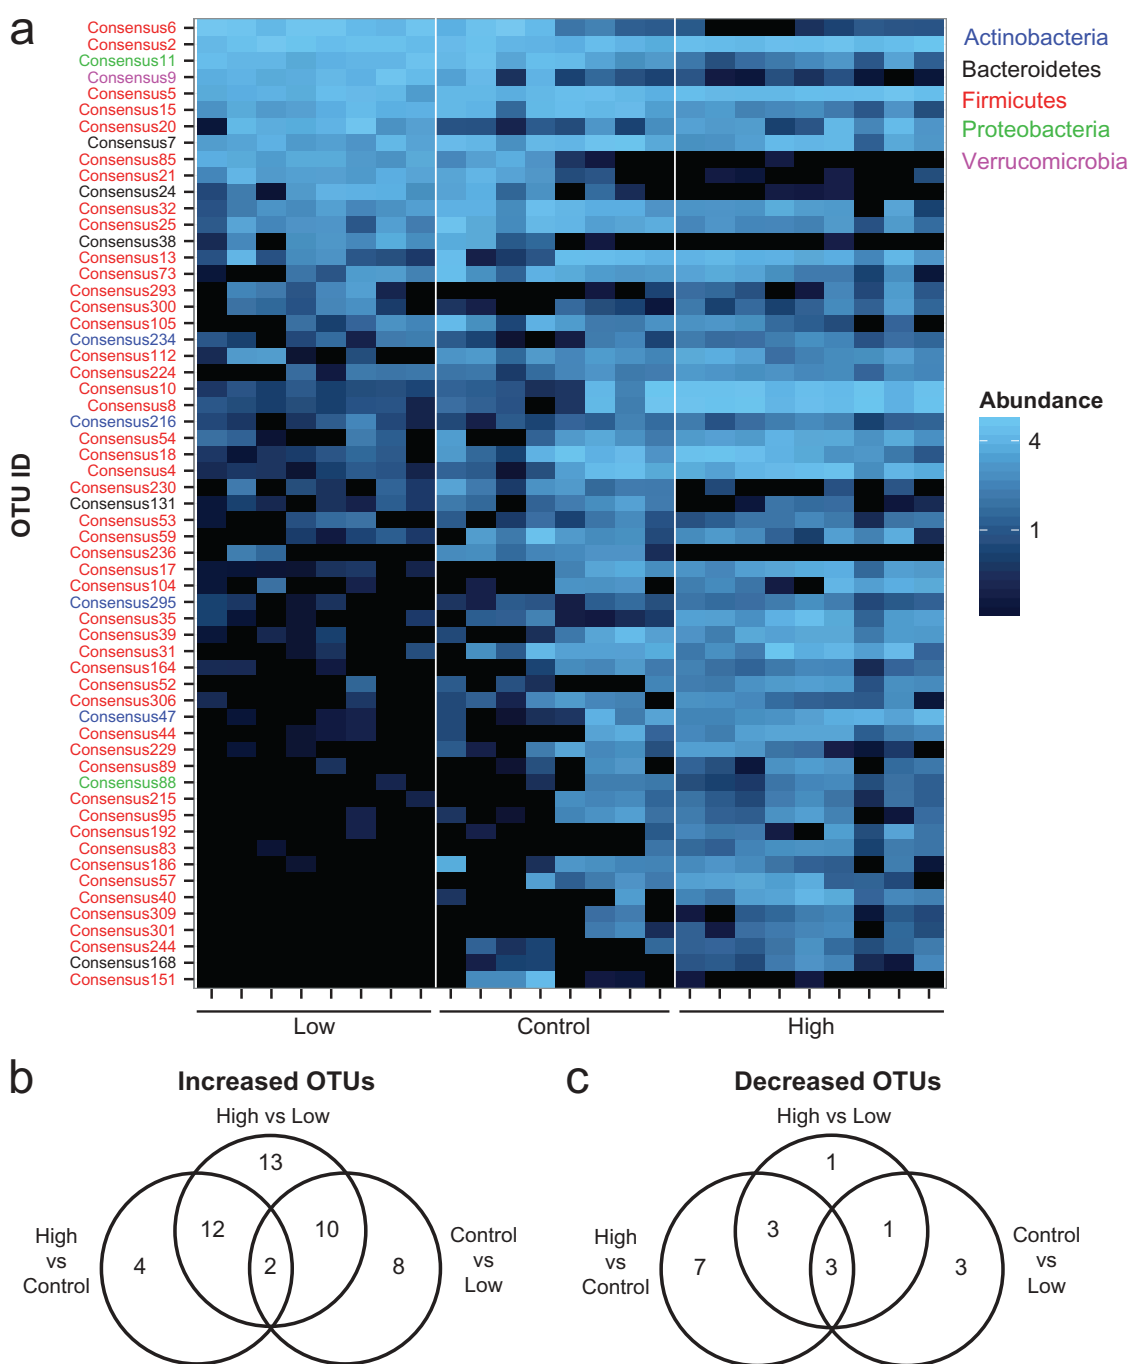 a
Consensus6
Consensus2
Consensus11
Consensus9
Consensus5
Consensus15
Consensus20
Consensus7
Consensus85
Consensus21
Consensus24
Consensus32
Consensus25
Consensus38
Consensus13
Consensus73
Consensus293
Consensus300
Consensus105
Consensus234
Consensus112
Consensus224
Consensus10
Consensus8
Consensus216
Consensus54
Consensus18
Consensus4
Consensus230
Consensus131
Consensus53
Consensus59
Consensus236
Consensus17
Consensus104
Consensus295
Consensus35
Consensus39
Consensus31
Consensus164
Consensus52
Consensus306
Consensus47
Consensus44
Consensus229
Consensus89
Consensus88
Consensus215
Consensus95
Consensus192
Consensus83
Consensus186
Consensus57
Consensus40
Consensus309
Consensus301
Consensus244
Consensus168
Consensus151
OTU ID
Low Control High
Actinobacteria
Bacteroidetes
Firmicutes
Proteobacteria
Verrucomicrobia
Abundance
4
1
b
Increased OTUs
High vs Low
13
12
10
High
vs
Control
4
2
8
Control
vs
Low
c
Decreased OTUs
High vs Low
1
3
1
High
vs
Control
7
3
3
Control
vs
Low